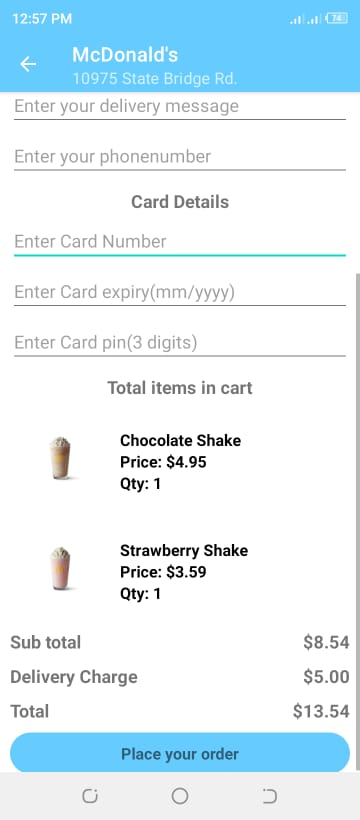 12:57 PM
74
McDonald's
10975 State Bridge Rd.
Enter your delivery message
Enter your phonenumber
Card Details
Enter Card Number
Enter Card expiry(mm/yyyy)
Enter Card pin(3 digits)
Total items in cart
Chocolate Shake
Price: $4.95
Qty: 1
Strawberry Shake
Price: $3.59
Qty: 1
Sub total $8.54
Delivery Charge $5.00
Total $13.54
Place your order